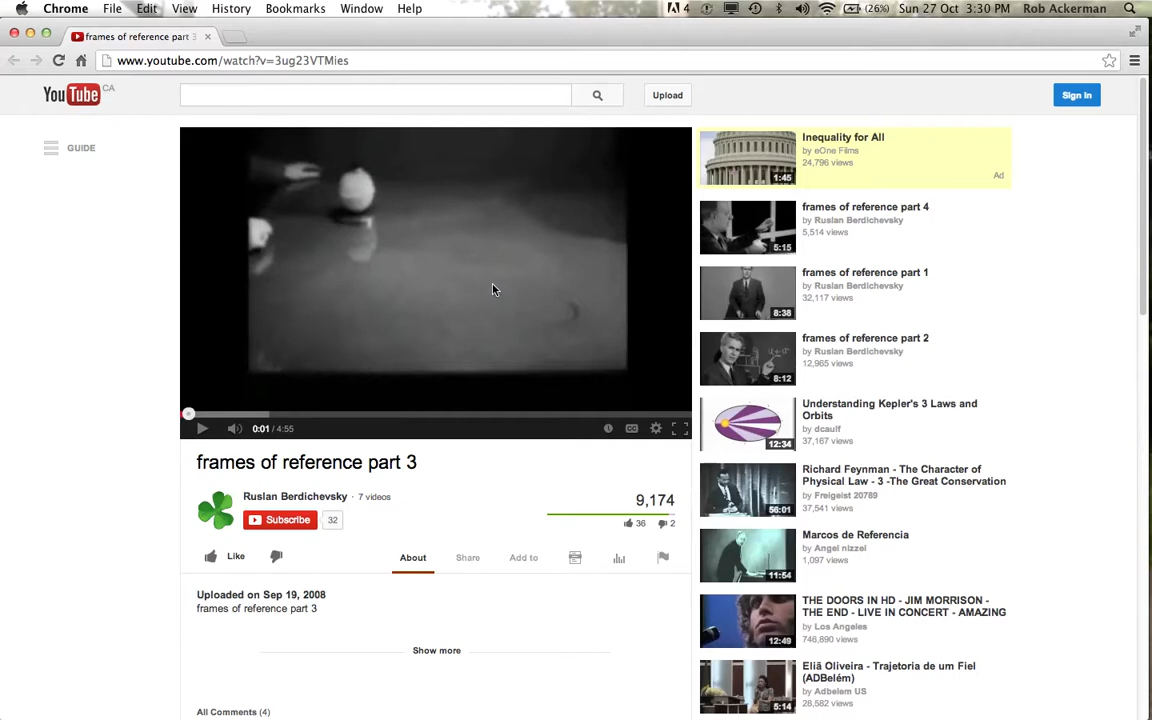 Chrome File Edit View History Bookmarks Window Help 4 (26%) Sun 27 Oct 3:30 PM Rob Ackerman
frames of reference part 3
www.youtube.com/watch?v=3ug23VTMies
YouTube CA
Upload
Sign In
GUIDE
0:01 / 4:55
frames of reference part 3
Ruslan Berdichevsky · 7 videos
Subscribe 32
9,174
36 2
Like
About Share Add to
Uploaded on Sep 19, 2008
frames of reference part 3
Show more
All Comments (4)
Inequality for All
by eOne Films
24,796 views
1:45
Ad
frames of reference part 4
by Ruslan Berdichevsky
5,514 views
5:15
frames of reference part 1
by Ruslan Berdichevsky
32,117 views
8:38
frames of reference part 2
by Ruslan Berdichevsky
12,965 views
8:12
Understanding Kepler's 3 Laws and
Orbits
by dcaulf
37,167 views
12:34
Richard Feynman - The Character of
Physical Law - 3 -The Great Conservation
by Freigeist 20789
37,541 views
56:01
Marcos de Referencia
by Angel nizzel
1,097 views
11:54
THE DOORS IN HD - JIM MORRISON -
THE END - LIVE IN CONCERT - AMAZING
by Los Angeles
746,890 views
12:49
Eliã Oliveira - Trajetoria de um Fiel
(ADBelém)
by Adbelem US
28,582 views
5:14